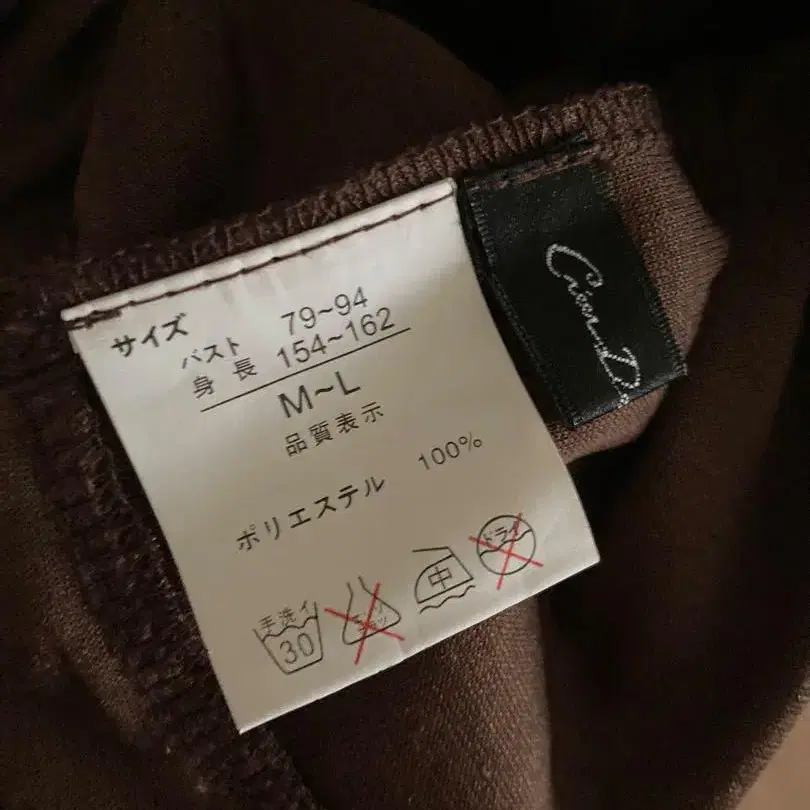 サイズ
バスト 79~94
身長 154~162
M~L
品質表示
ポリエステル 100%
手洗イ
30
中
ドライ